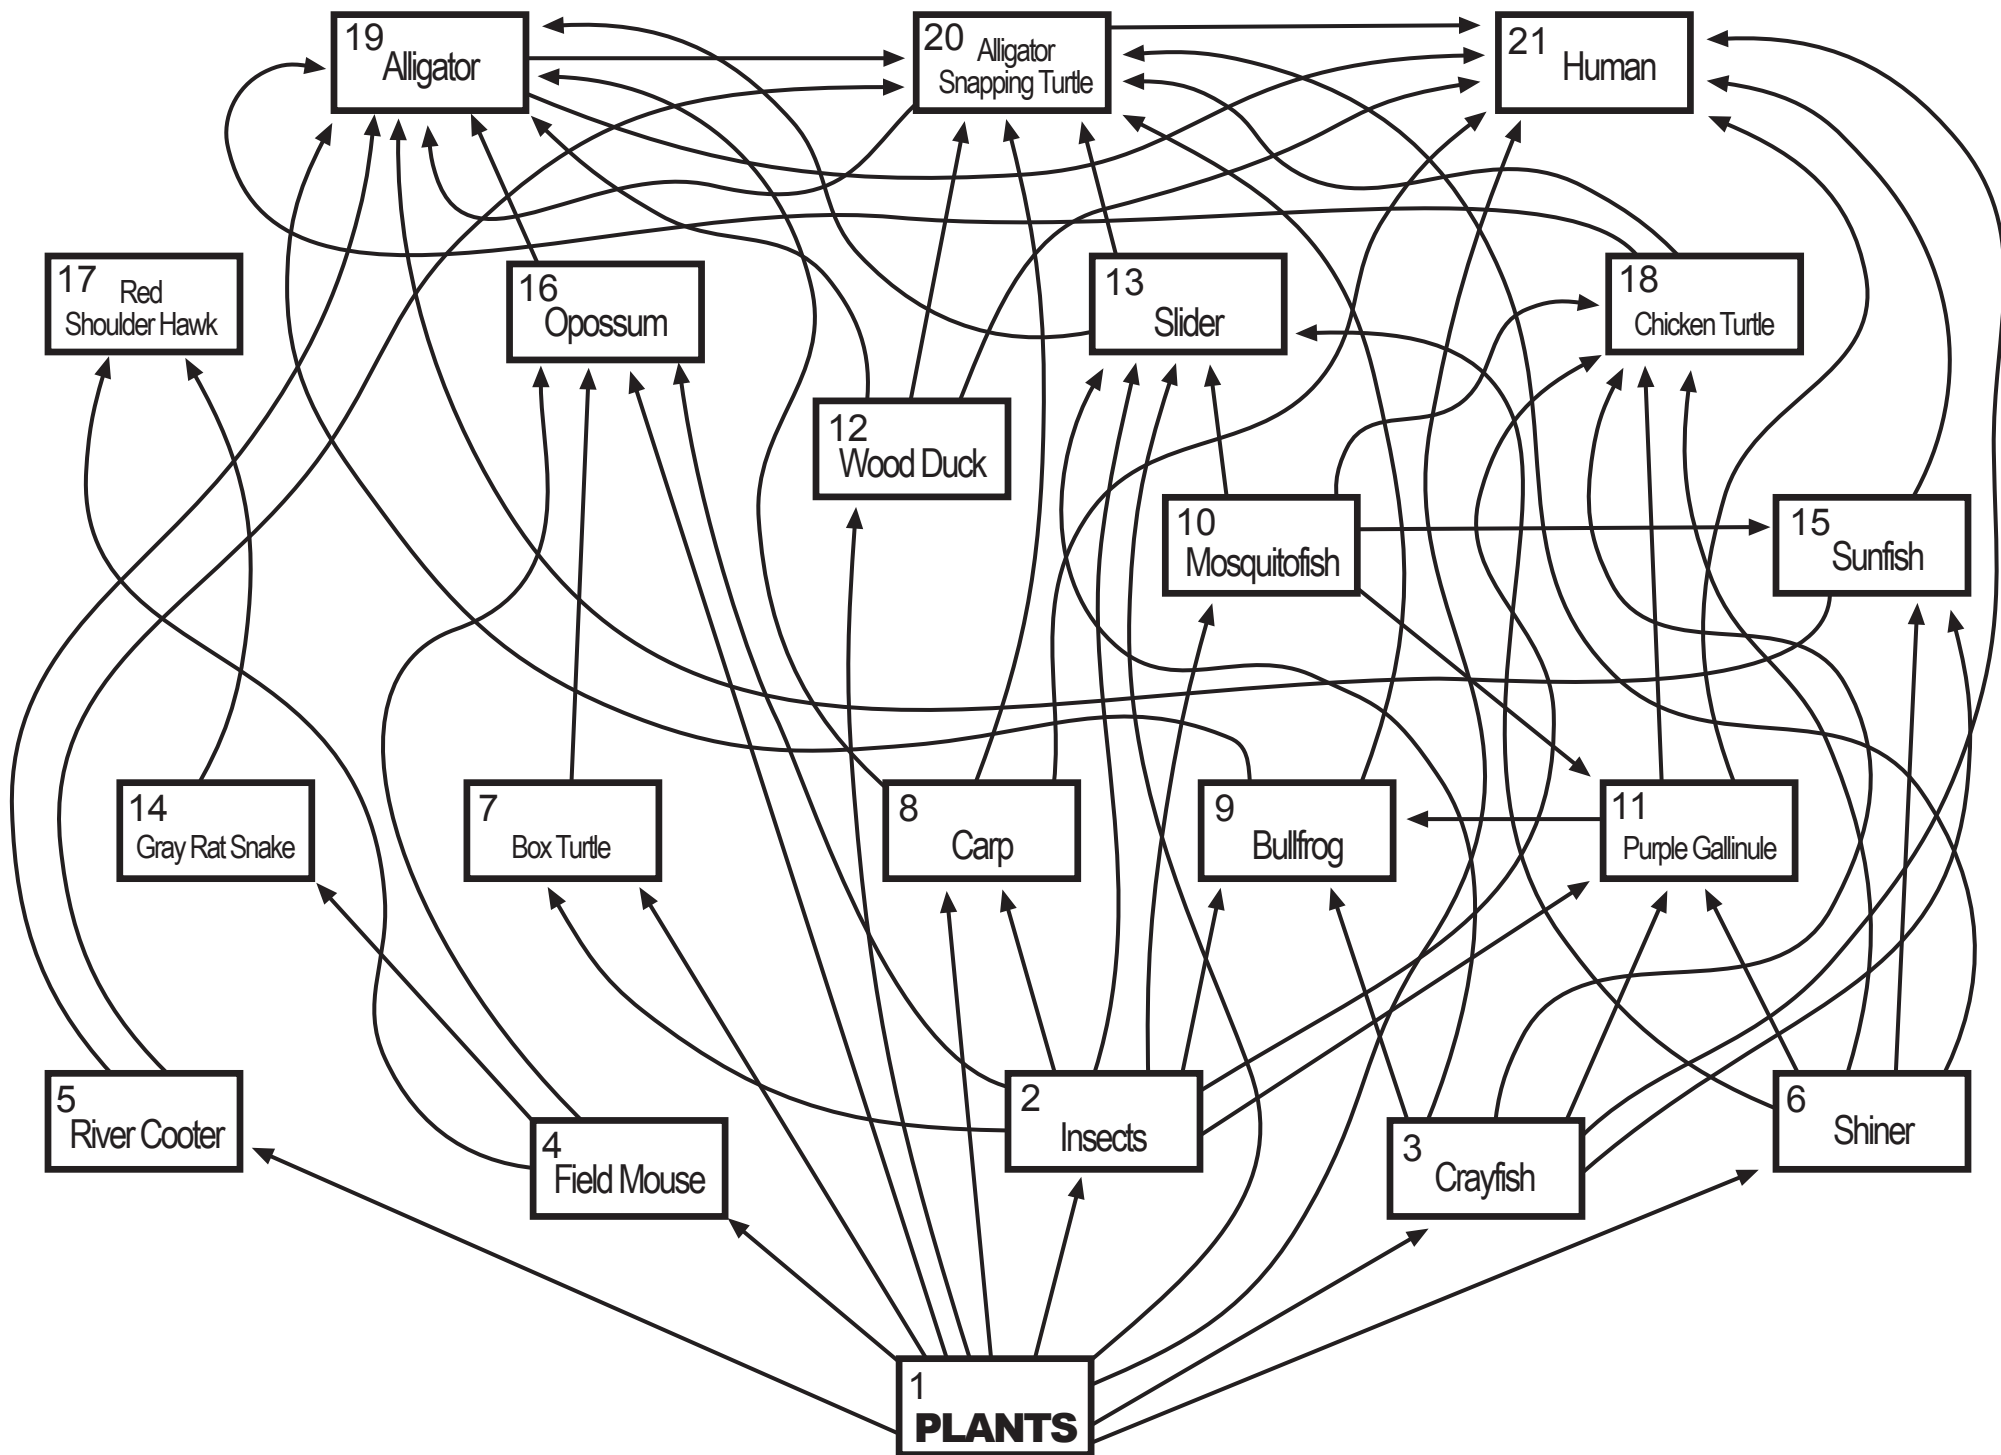 19
Alligator
20
Alligator
Snapping Turtle
21
Human
17
Red
Shoulder Hawk
16
Opossum
13
Slider
18
Chicken Turtle
12
Wood Duck
10
Mosquitofish
15
Sunfish
14
Gray Rat Snake
7
Box Turtle
8
Carp
9
Bullfrog
11
Purple Gallinule
5
River Cooter
4
Field Mouse
2
Insects
3
Crayfish
6
Shiner
1
PLANTS